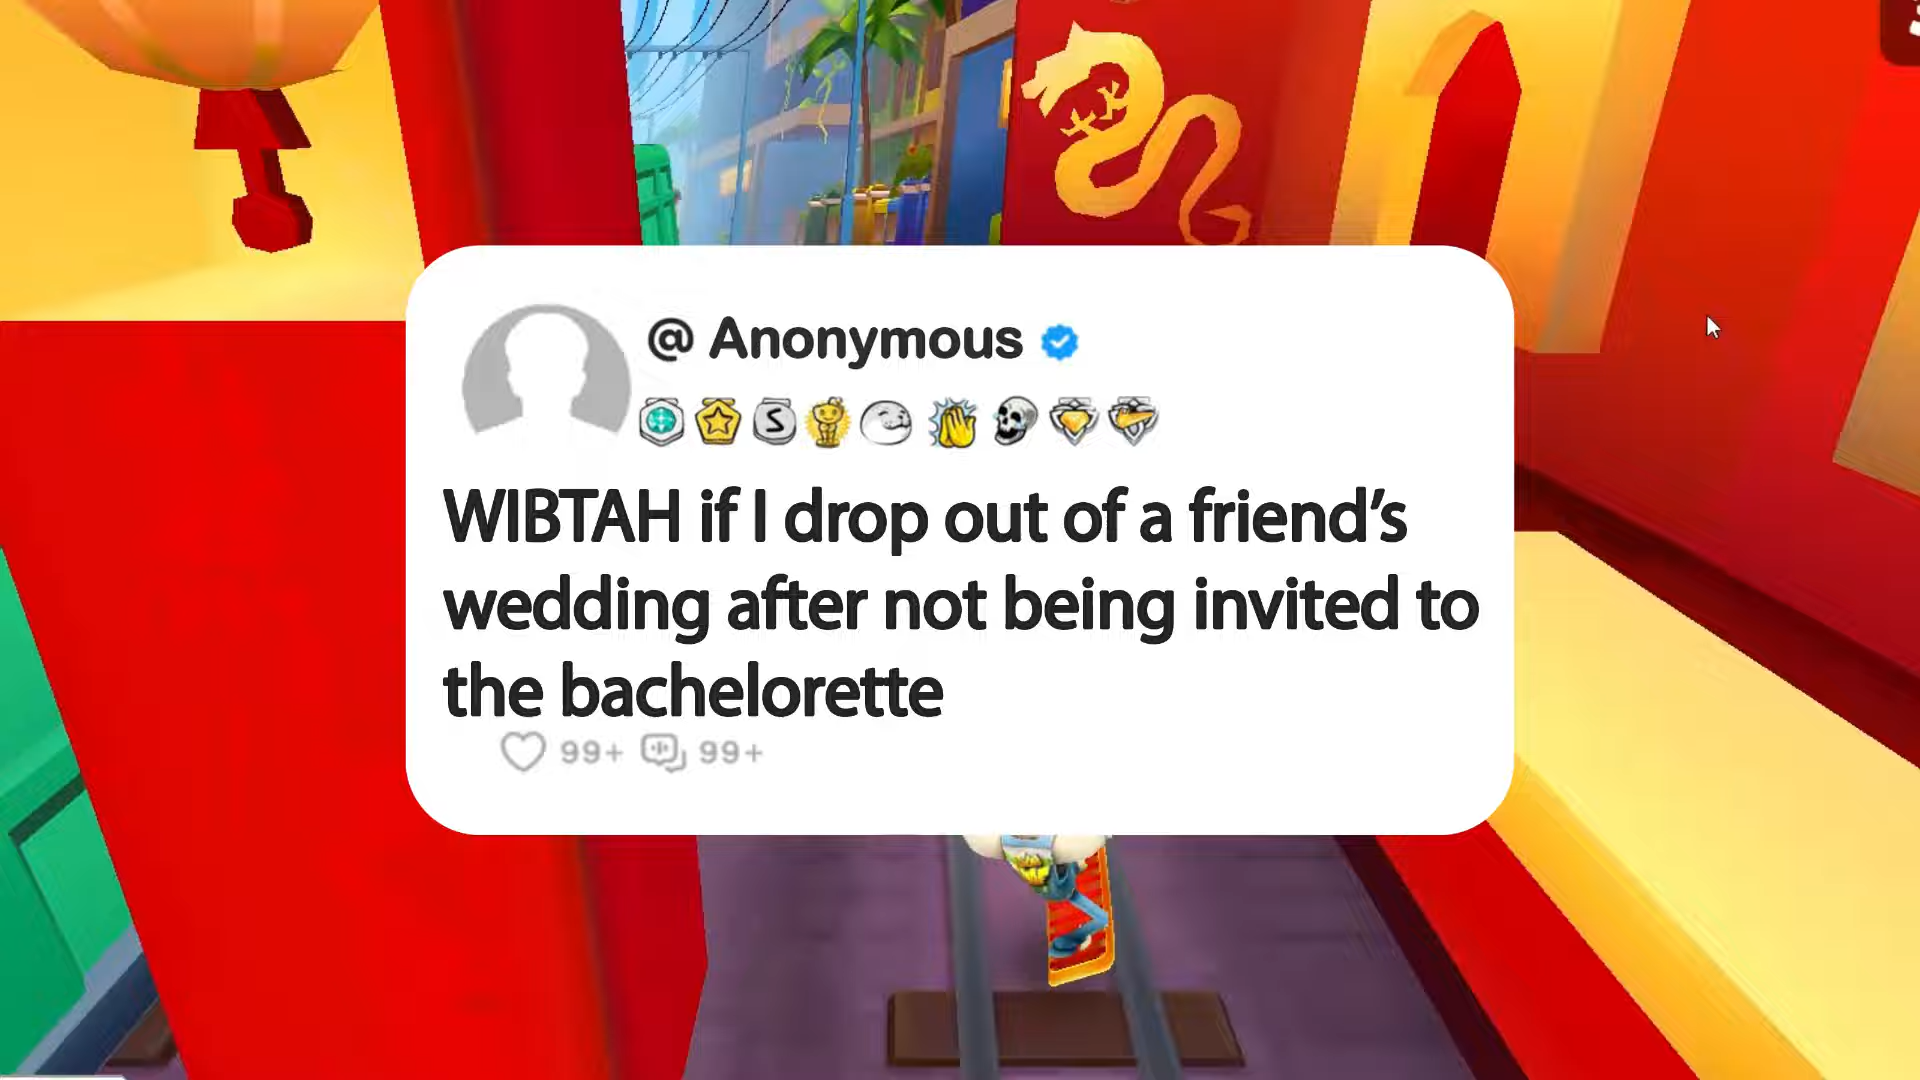 @ Anonymous
WIBTAH if I drop out of a friend’s
wedding after not being invited to
the bachelorette
99+ 99+